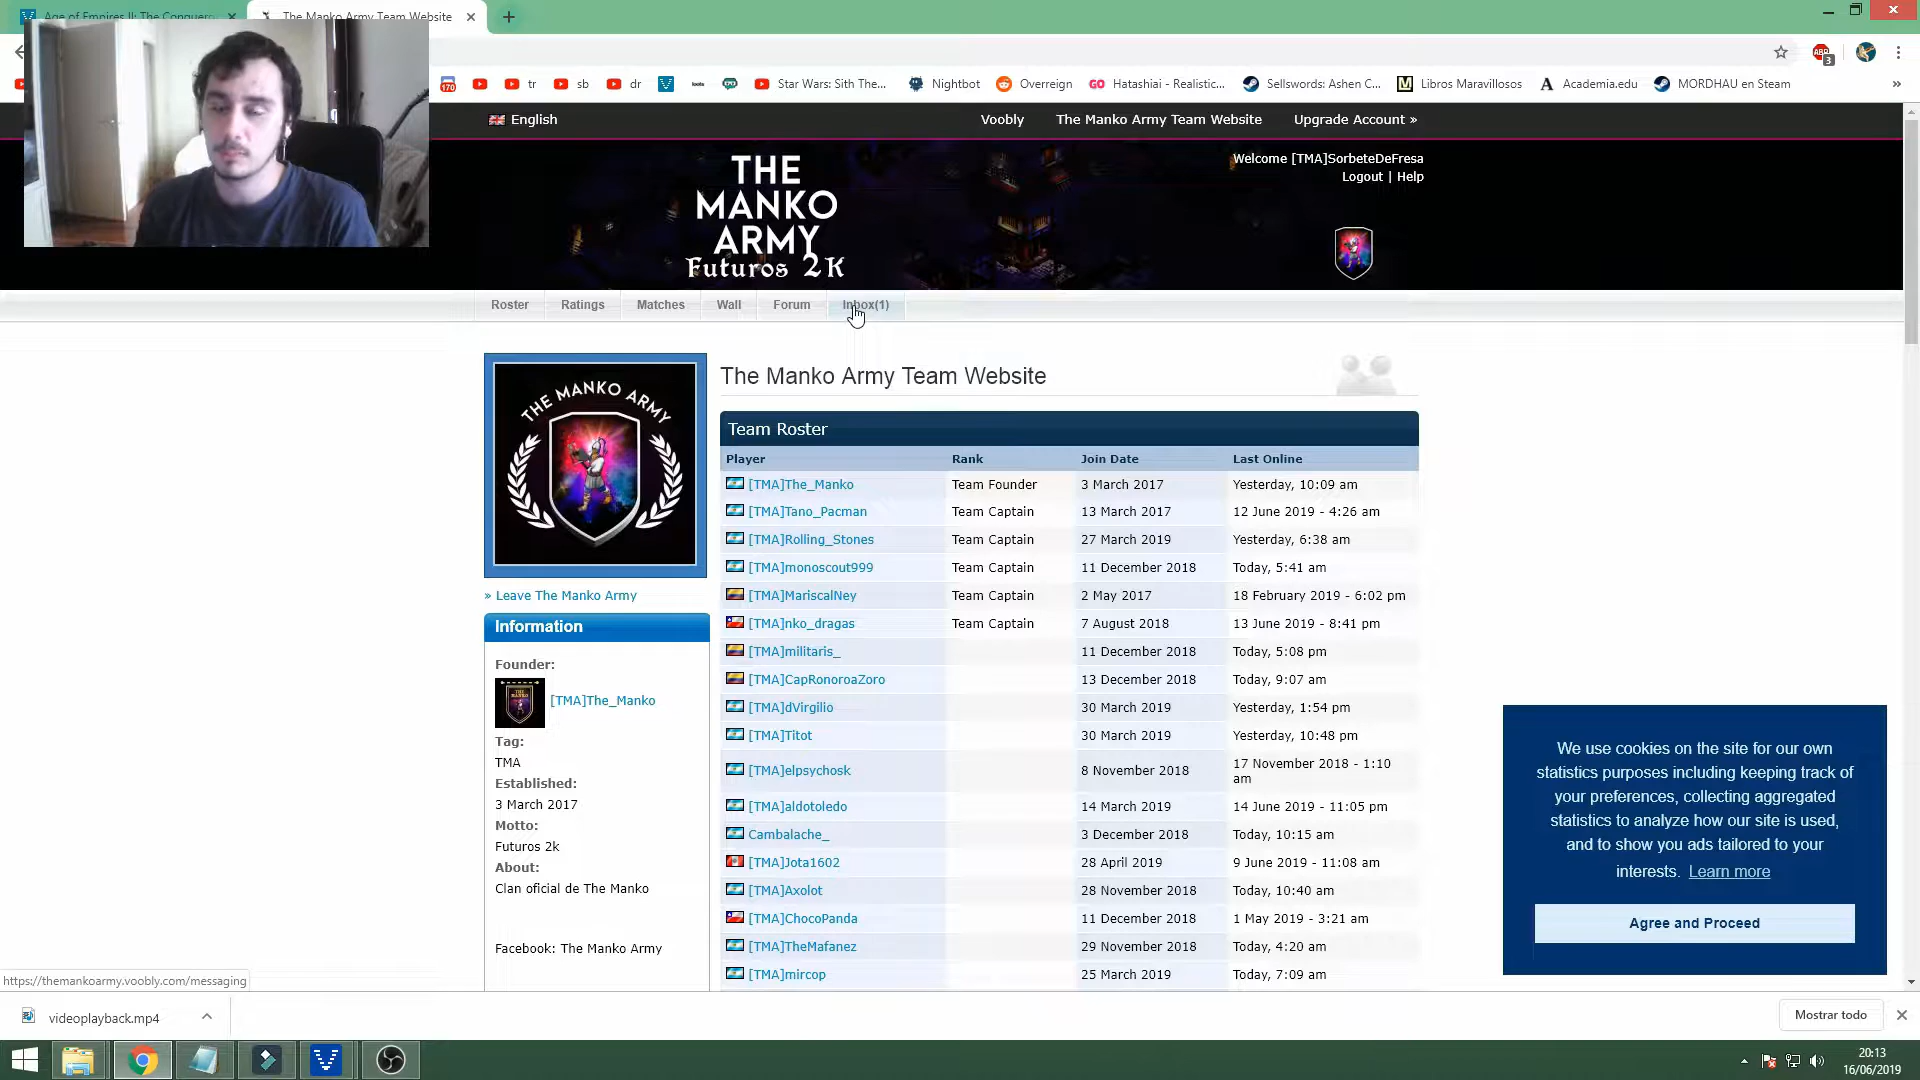 Age of Empires II: The Conquero
The Manko Army Team Website
170
tr
sb
dr
tools
Star Wars: Sith The...
Nightbot
Overreign
GO Hatashiai - Realistic...
Sellswords: Ashen C...
Libros Maravillosos
Academia.edu
MORDHAU en Steam
»
ABP
3
English
Voobly
The Manko Army Team Website
Upgrade Account »
THE
MANKO
ARMY
Futuros 2K
Welcome [TMA]SorbeteDeFresa
Logout | Help
Roster
Ratings
Matches
Wall
Forum
Inbox(1)
THE MANKO ARMY
» Leave The Manko Army
Information
Founder:
[TMA]The_Manko
Tag:
TMA
Established:
3 March 2017
Motto:
Futuros 2k
About:
Clan oficial de The Manko
Facebook: The Manko Army
The Manko Army Team Website
Team Roster
Player Rank Join Date Last Online
[TMA]The_Manko Team Founder 3 March 2017 Yesterday, 10:09 am
[TMA]Tano_Pacman Team Captain 13 March 2017 12 June 2019 - 4:26 am
[TMA]Rolling_Stones Team Captain 27 March 2019 Yesterday, 6:38 am
[TMA]monoscout999 Team Captain 11 December 2018 Today, 5:41 am
[TMA]MariscalNey Team Captain 2 May 2017 18 February 2019 - 6:02 pm
[TMA]nko_dragas Team Captain 7 August 2018 13 June 2019 - 8:41 pm
[TMA]militaris_ 11 December 2018 Today, 5:08 pm
[TMA]CapRonoroaZoro 13 December 2018 Today, 9:07 am
[TMA]dVirgilio 30 March 2019 Yesterday, 1:54 pm
[TMA]Titot 30 March 2019 Yesterday, 10:48 pm
[TMA]elpsychosk 8 November 2018 17 November 2018 - 1:10
am
[TMA]aldotoledo 14 March 2019 14 June 2019 - 11:05 pm
Cambalache_ 3 December 2018 Today, 10:15 am
[TMA]Jota1602 28 April 2019 9 June 2019 - 11:08 am
[TMA]Axolot 28 November 2018 Today, 10:40 am
[TMA]ChocoPanda 11 December 2018 1 May 2019 - 3:21 am
[TMA]TheMafanez 29 November 2018 Today, 4:20 am
[TMA]mircop 25 March 2019 Today, 7:09 am
We use cookies on the site for our own
statistics purposes including keeping track of
your preferences, collecting aggregated
statistics to analyze how our site is used,
and to show you ads tailored to your
interests. Learn more
Agree and Proceed
https://themankoarmy.voobly.com/messaging
videoplayback.mp4
Mostrar todo
20:13
16/06/2019